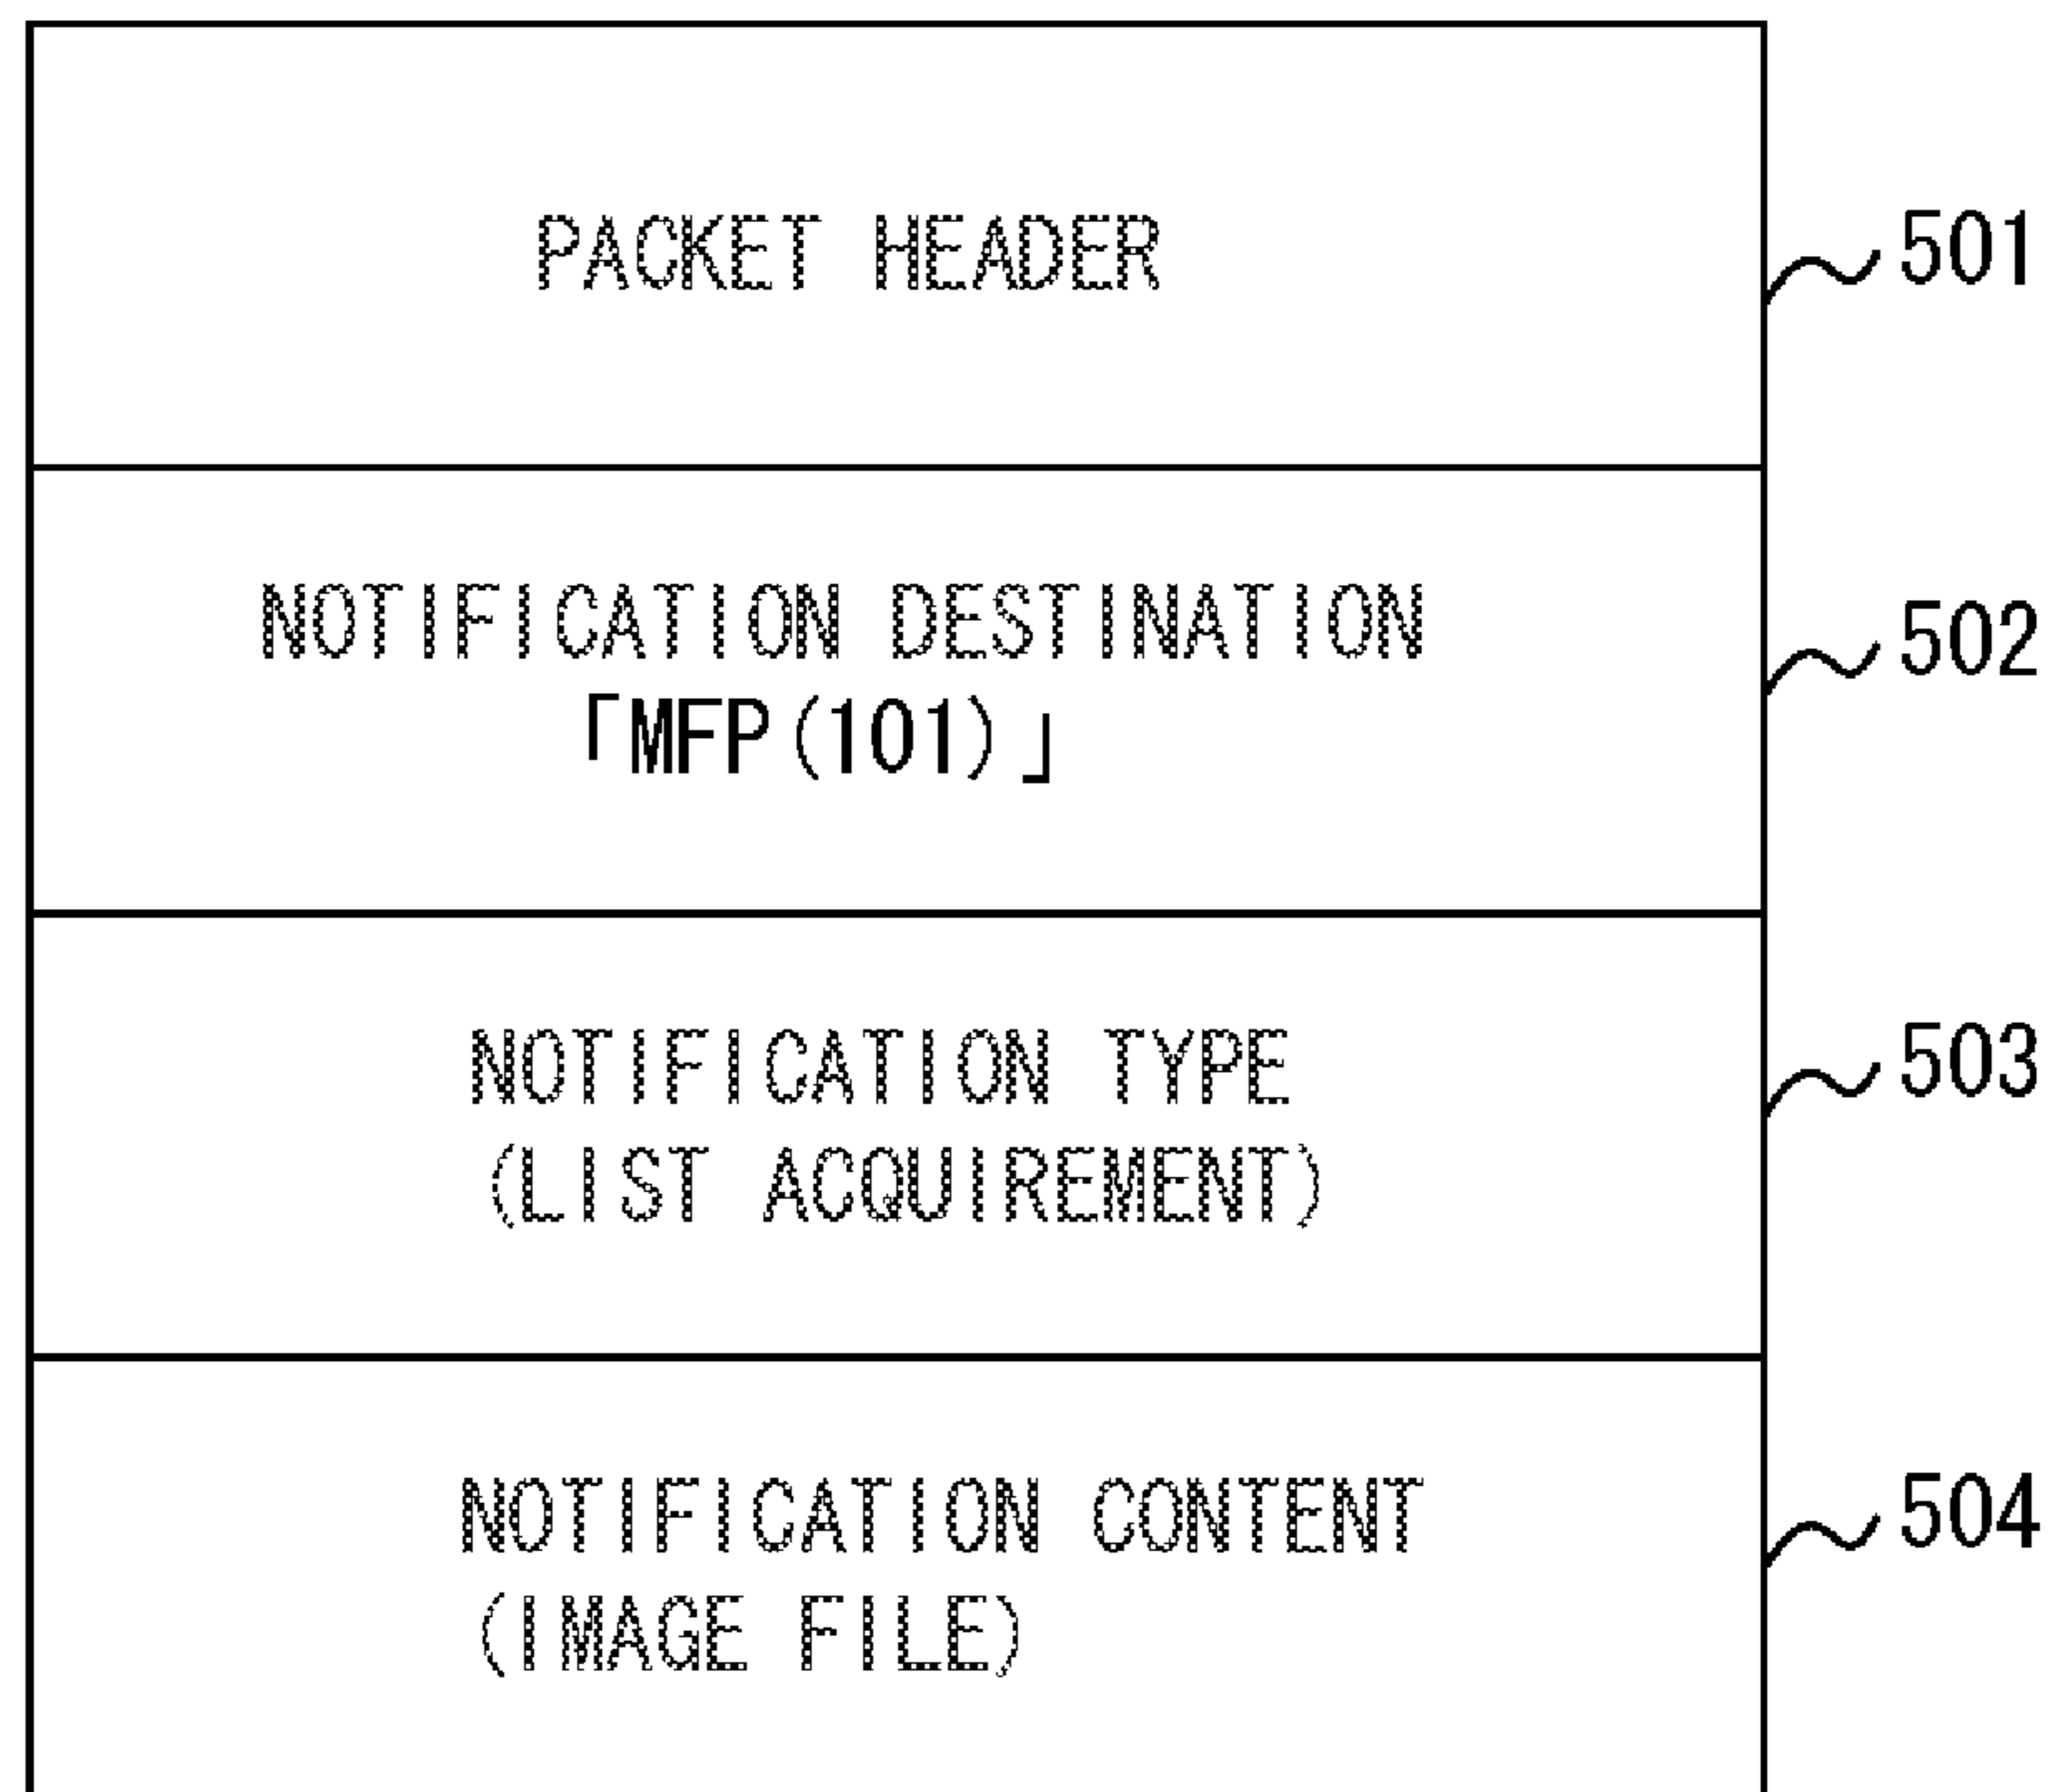 PACKET HEADER
501
NOTIFICATION DESTINATION
502
「MFP(101)」
NOTIFICATION TYPE
503
(LIST ACQUIREMENT)
NOTIFICATION CONTENT
504
(IMAGE FILE)